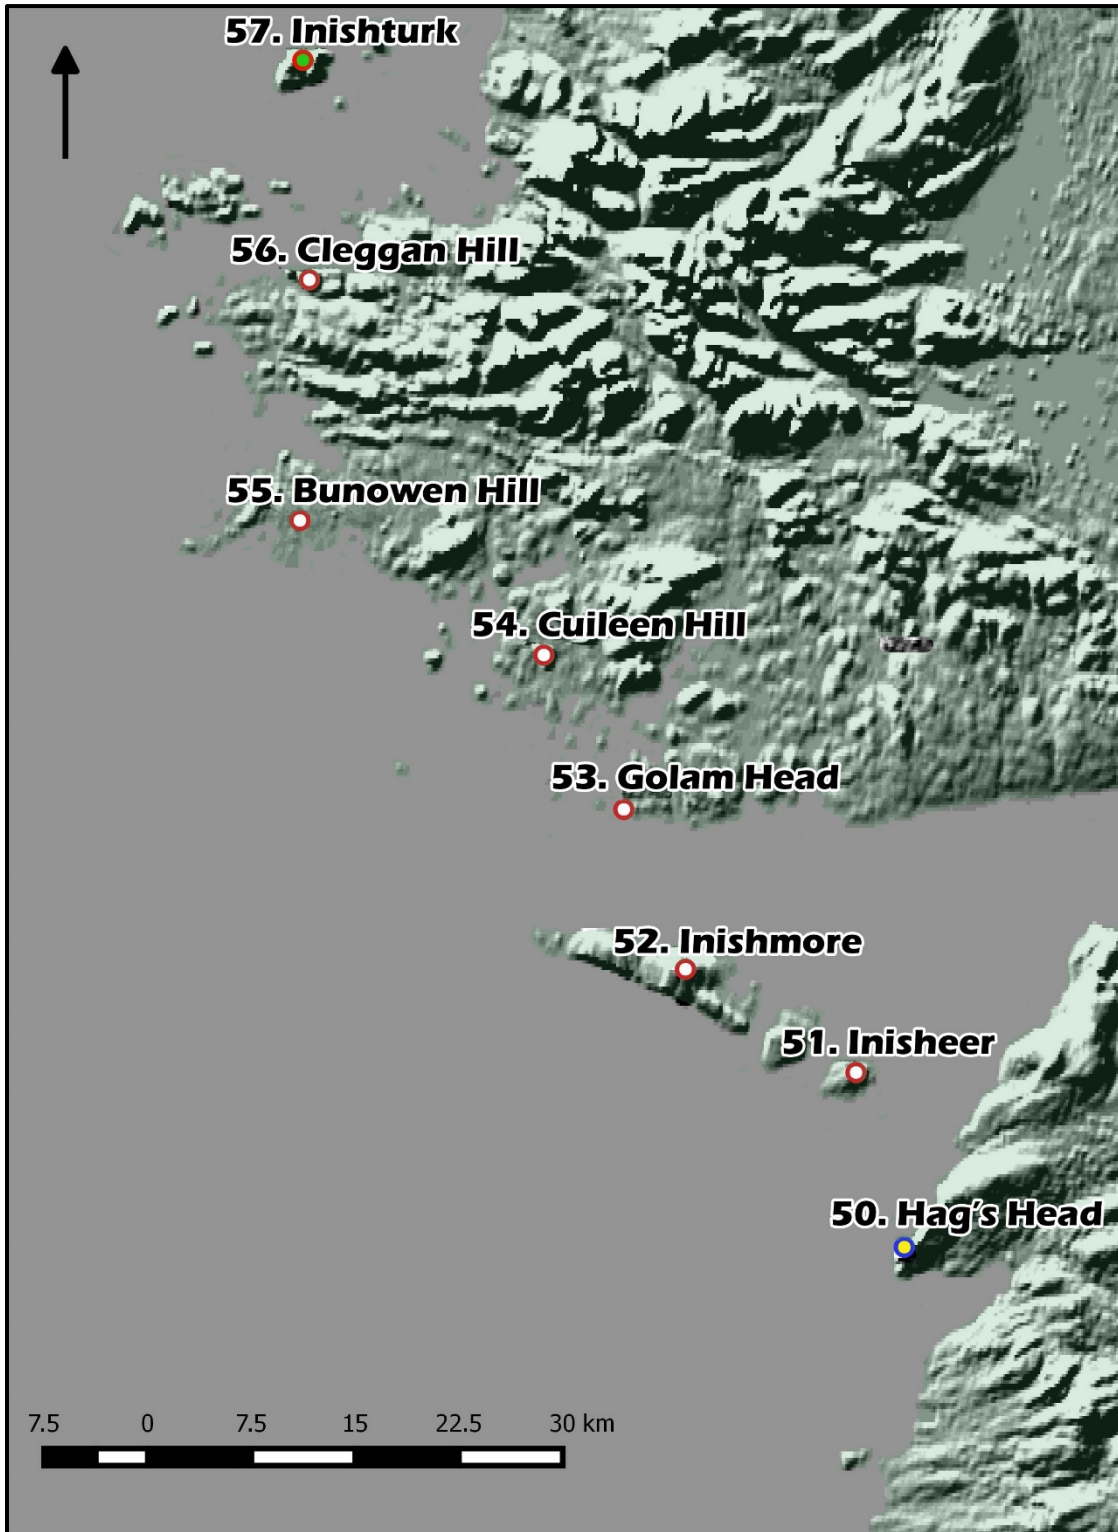 57. Inishturk
56. Cleggan Hill
55. Bunowen Hill
54. Cuileen Hill
53. Golam Head
52. Inishmore
51. Inisheer
50. Hag's Head
7.5 0 7.5 15 22.5 30 km